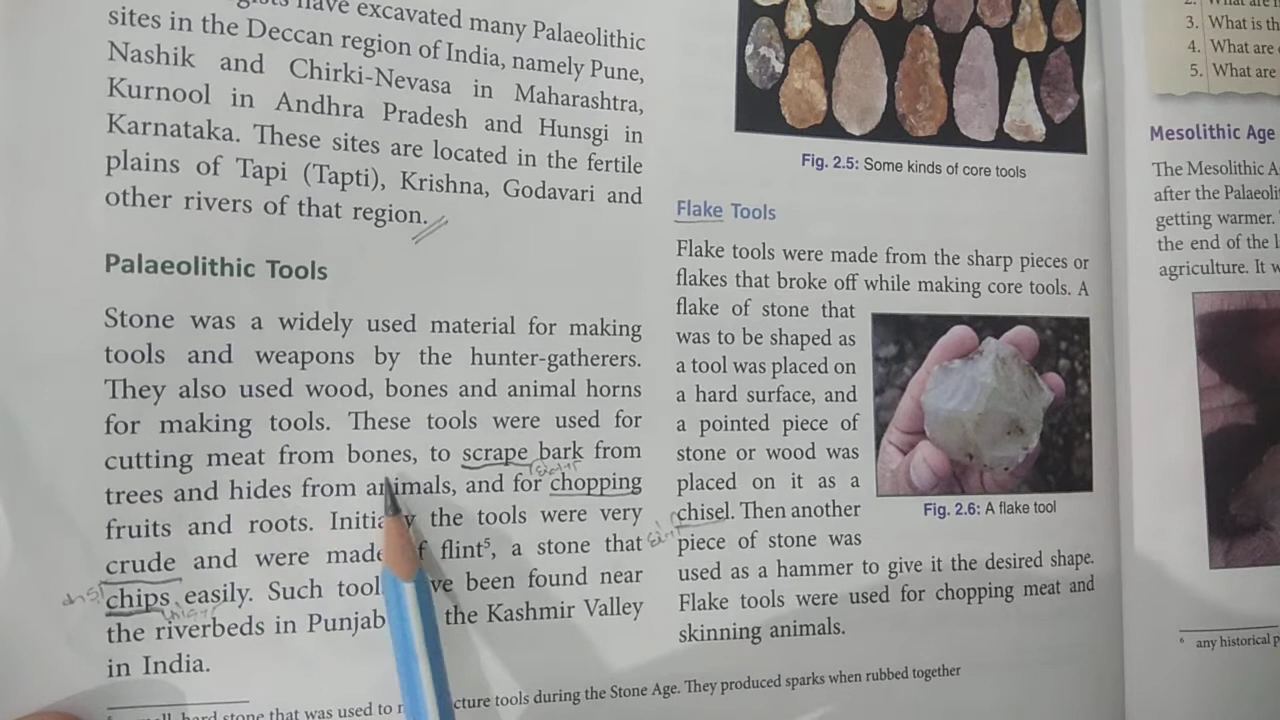 have excavated many Palaeolithic
sites in the Deccan region of India, namely Pune,
Nashik and Chirki-Nevasa in Maharashtra,
Kurnool in Andhra Pradesh and Hunsgi in
Karnataka. These sites are located in the fertile
plains of Tapi (Tapti), Krishna, Godavari and
other rivers of that region.
Palaeolithic Tools
Stone was a widely used material for making
tools and weapons by the hunter-gatherers.
They also used wood, bones and animal horns
for making tools. These tools were used for
cutting meat from bones, to scrape bark from
trees and hides from animals, and for chopping
fruits and roots. the tools were very
crude and were flint⁵, a stone that
chips easily. Such been found near
the riverbeds in Punjab the Kashmir Valley
in India.
hard stone that was used to tools during the Stone Age. They produced sparks when rubbed together
Fig. 2.5: Some kinds of core tools
Flake Tools
Flake tools were made from the sharp pieces or
flakes that broke off while making core tools. A
flake of stone that
was to be shaped as
a tool was placed on
a hard surface, and
a pointed piece of
stone or wood was
placed on it as a
chisel. Then another
piece of stone was
used as a hammer to give it the desired shape.
Flake tools were used for chopping meat and
skinning animals.
Fig. 2.6: A flake tool
3. What is
4. What are
5. What are
Mesolithic Age
The Mesolithic
after the
getting warmer.
the end of the
agriculture. It
⁶ any historical